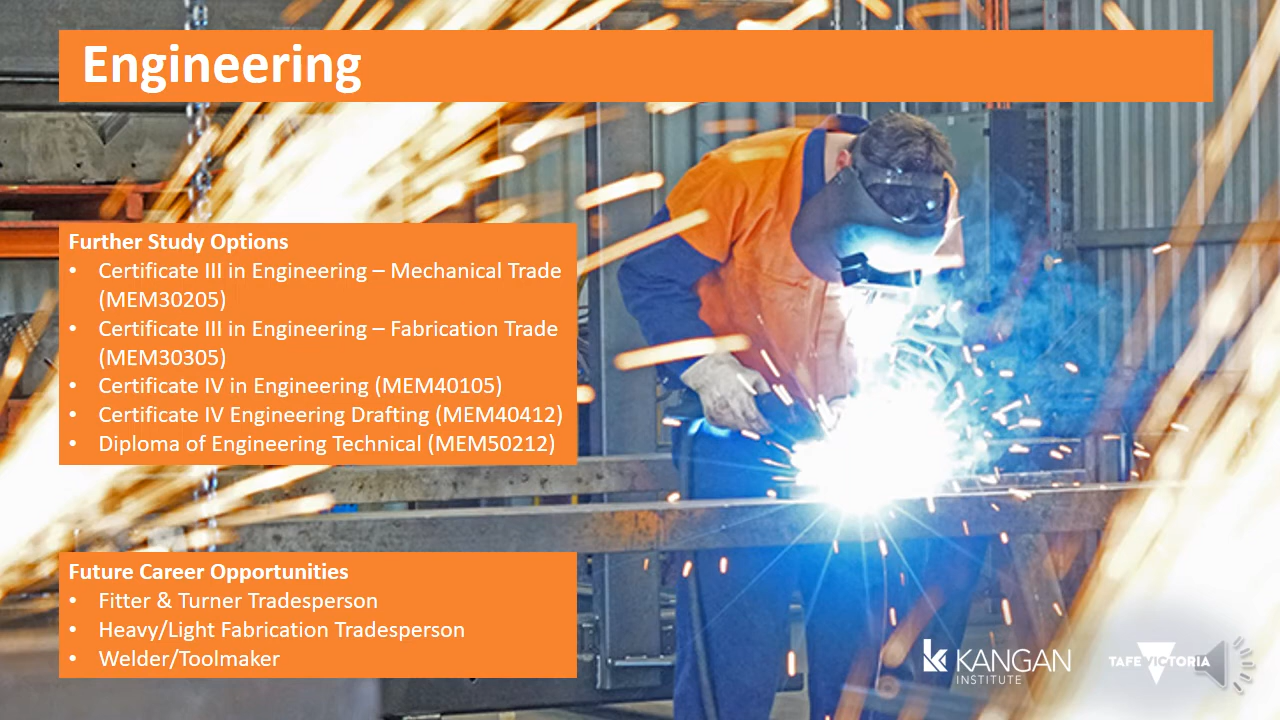 Engineering
Further Study Options
• Certificate III in Engineering – Mechanical Trade
(MEM30205)
• Certificate III in Engineering – Fabrication Trade
(MEM30305)
• Certificate IV in Engineering (MEM40105)
• Certificate IV Engineering Drafting (MEM40412)
• Diploma of Engineering Technical (MEM50212)
Future Career Opportunities
• Fitter & Turner Tradesperson
• Heavy/Light Fabrication Tradesperson
• Welder/Toolmaker
KANGAN
INSTITUTE
TAFE VICTORIA